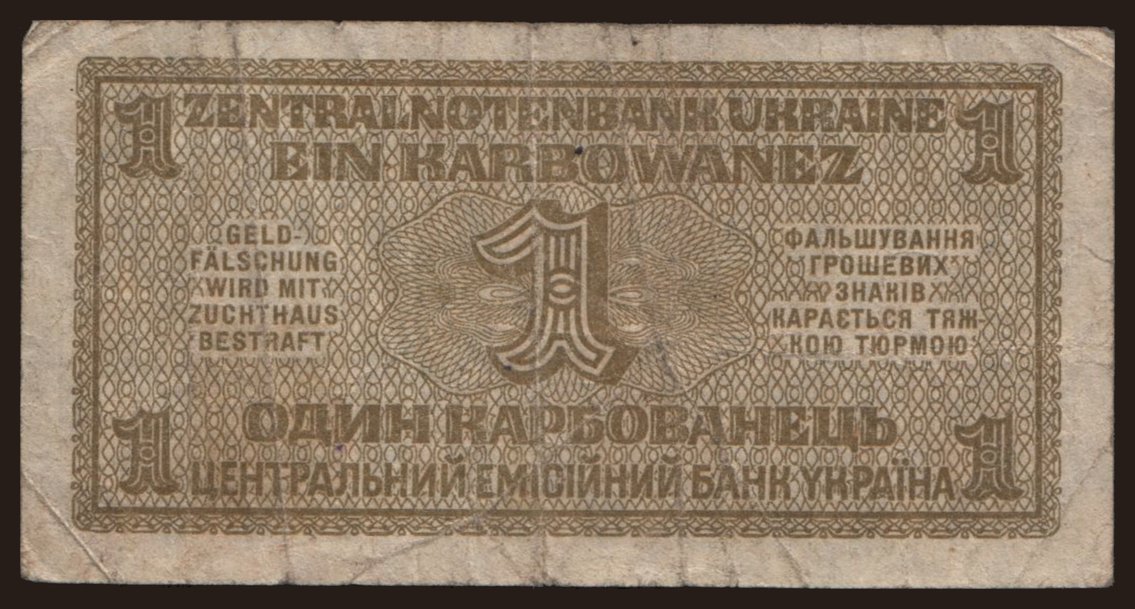 1 ZENTRALNOTENBANK UKRAINE 1
EIN KARBOWANEZ
GELD-
FÄLSCHUNG
WIRD MIT
ZUCHTHAUS
BESTRAFT
1
ФАЛЬШУВАННЯ
ГРОШЕВИХ
ЗНАКІВ
КАРАЄТЬСЯ ТЯЖ-
КОЮ ТЮРМОЮ
ОДИН КАРБОВАНЕЦЬ
1 ЦЕНТРАЛЬНИЙ ЕМІСІЙНИЙ БАНК УКРАЇНА 1